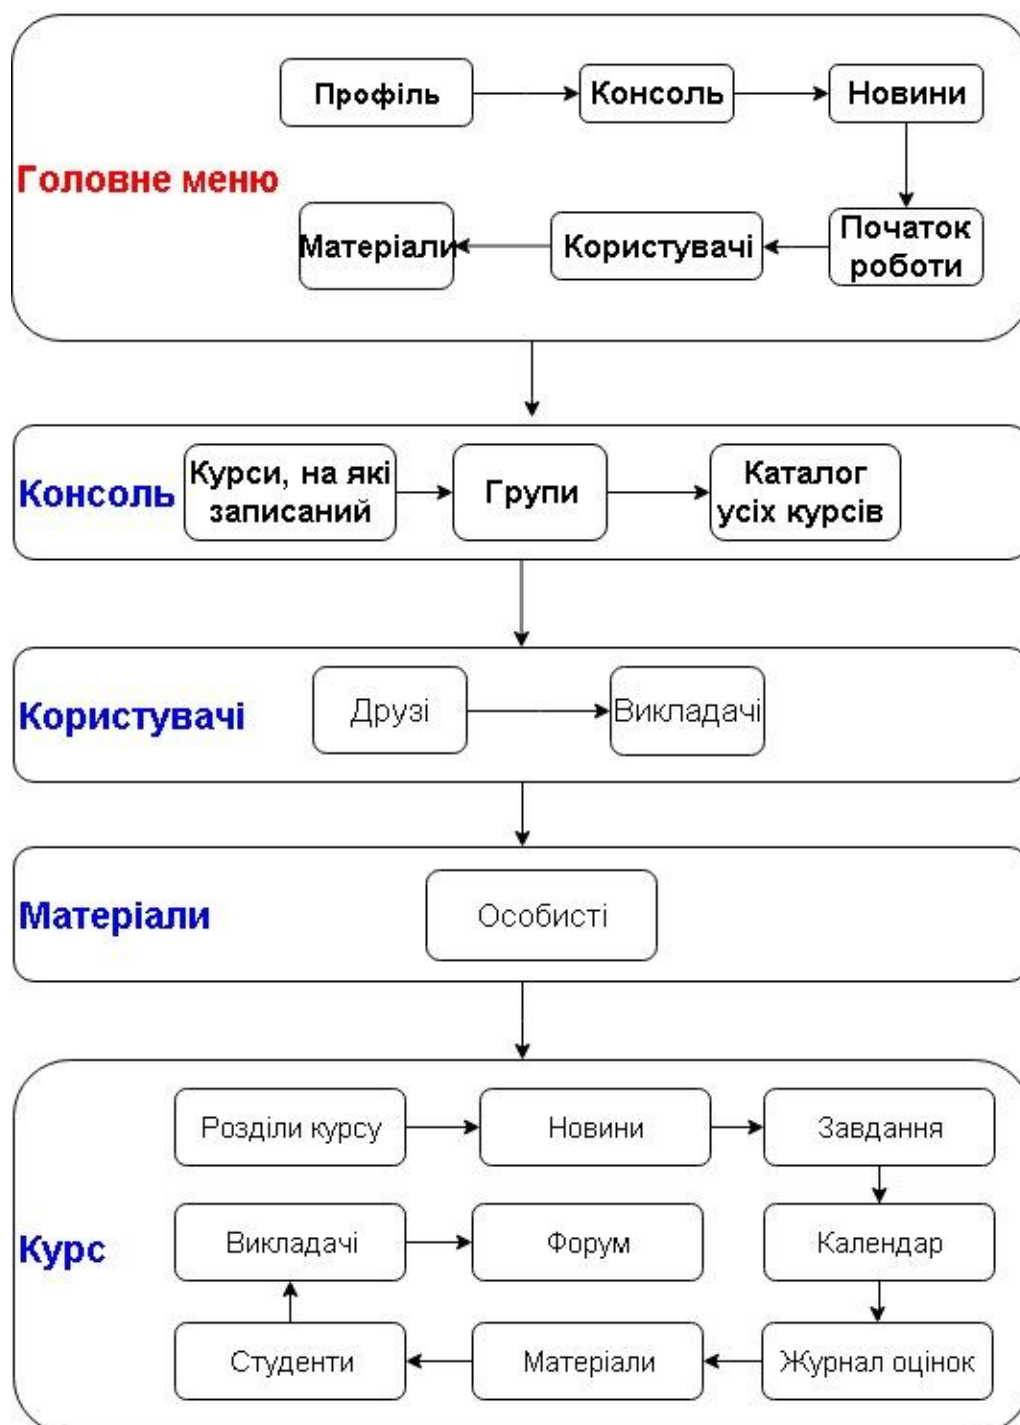 Профіль
Консоль
Новини
Головне меню
Матеріали
Користувачі
Початок
роботи
Консоль
Курси, на які
записаний
Групи
Каталог
усіх курсів
Користувачі
Друзі
Викладачі
Матеріали
Особисті
Курс
Розділи курсу
Новини
Завдання
Викладачі
Форум
Календар
Студенти
Матеріали
Журнал оцінок